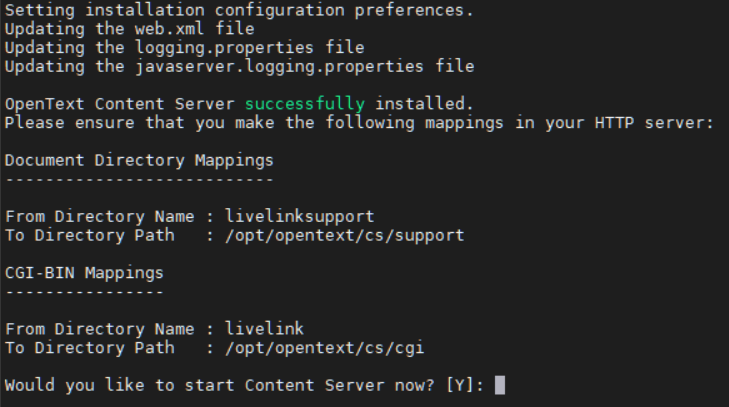 Setting installation configuration preferences.
Updating the web.xml file
Updating the logging.properties file
Updating the javaserver.logging.properties file
OpenText Content Server successfully installed.
Please ensure that you make the following mappings in your HTTP server:
Document Directory Mappings
---------------------------
From Directory Name : livelinksupport
To Directory Path   : /opt/opentext/cs/support
CGI-BIN Mappings
----------------
From Directory Name : livelink
To Directory Path   : /opt/opentext/cs/cgi
Would you like to start Content Server now? [Y]: